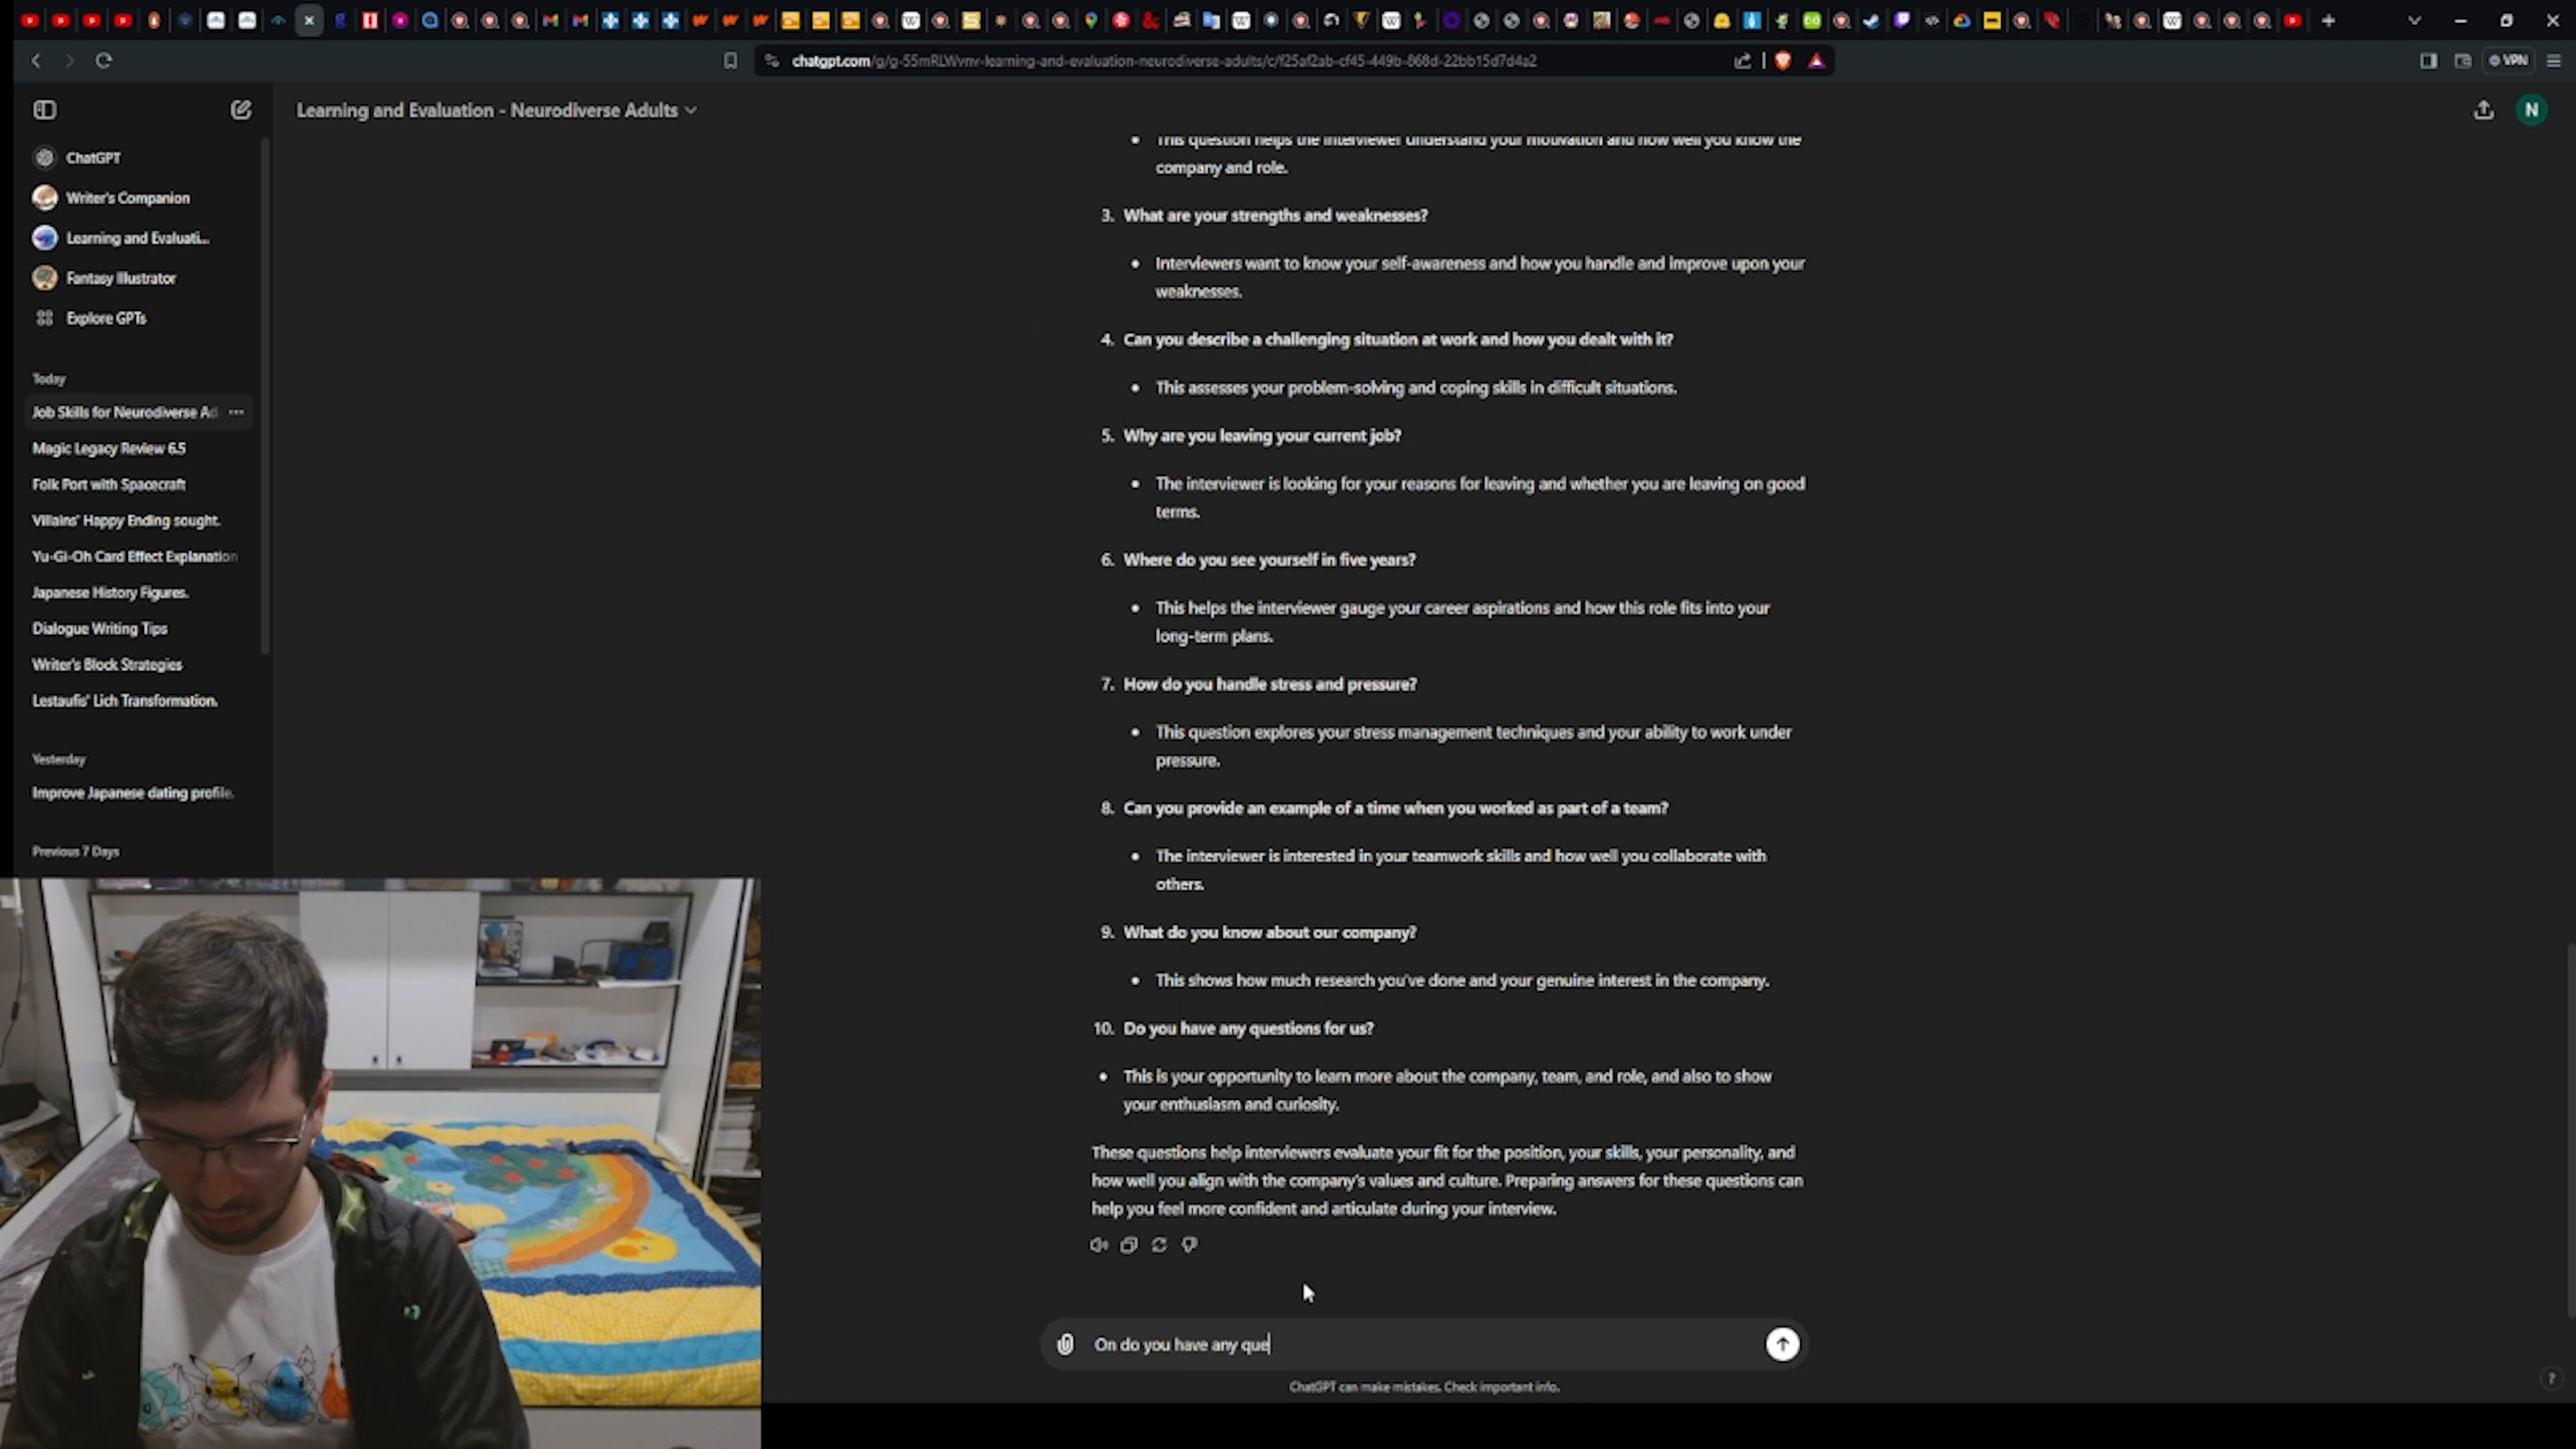 chatgpt.com/g/g-55mRLWvnv-learning-and-evaluation-neurodiverse-adults/c/f25af2ab-cf45-449b-868d-22bb15d7d4a2
VPN
Learning and Evaluation - Neurodiverse Adults
N
ChatGPT
Writer's Companion
Learning and Evaluati...
Fantasy Illustrator
Explore GPTs
Today
Job Skills for Neurodiverse Ad
Magic Legacy Review 6.5
Folk Port with Spacecraft
Villains' Happy Ending sought.
Yu-Gi-Oh Card Effect Explanation
Japanese History Figures.
Dialogue Writing Tips
Writer's Block Strategies
Lestaufis' Lich Transformation.
Yesterday
Improve Japanese dating profile.
Previous 7 Days
This question helps the interviewer understand your motivation and how well you know the
company and role.
3. What are your strengths and weaknesses?
Interviewers want to know your self-awareness and how you handle and improve upon your
weaknesses.
4. Can you describe a challenging situation at work and how you dealt with it?
This assesses your problem-solving and coping skills in difficult situations.
5. Why are you leaving your current job?
The interviewer is looking for your reasons for leaving and whether you are leaving on good
terms.
6. Where do you see yourself in five years?
This helps the interviewer gauge your career aspirations and how this role fits into your
long-term plans.
7. How do you handle stress and pressure?
This question explores your stress management techniques and your ability to work under
pressure.
8. Can you provide an example of a time when you worked as part of a team?
The interviewer is interested in your teamwork skills and how well you collaborate with
others.
9. What do you know about our company?
This shows how much research you've done and your genuine interest in the company.
10. Do you have any questions for us?
This is your opportunity to learn more about the company, team, and role, and also to show
your enthusiasm and curiosity.
These questions help interviewers evaluate your fit for the position, your skills, your personality, and
how well you align with the company's values and culture. Preparing answers for these questions can
help you feel more confident and articulate during your interview.
On do you have any que
ChatGPT can make mistakes. Check important info.
?